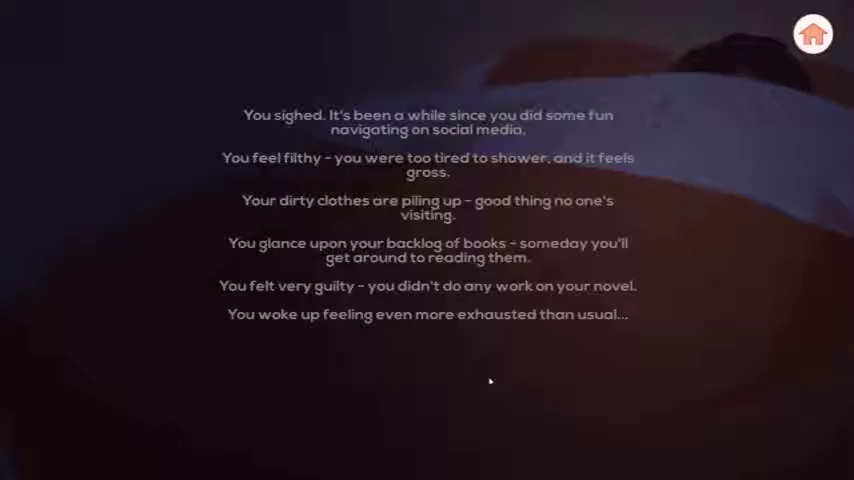 You sighed. It's been a while since you did some fun
navigating on social media.
You feel filthy - you were too tired to shower, and it feels
gross.
Your dirty clothes are piling up - good thing no one's
visiting.
You glance upon your backlog of books - someday you'll
get around to reading them.
You felt very guilty - you didn't do any work on your novel.
You woke up feeling even more exhausted than usual...